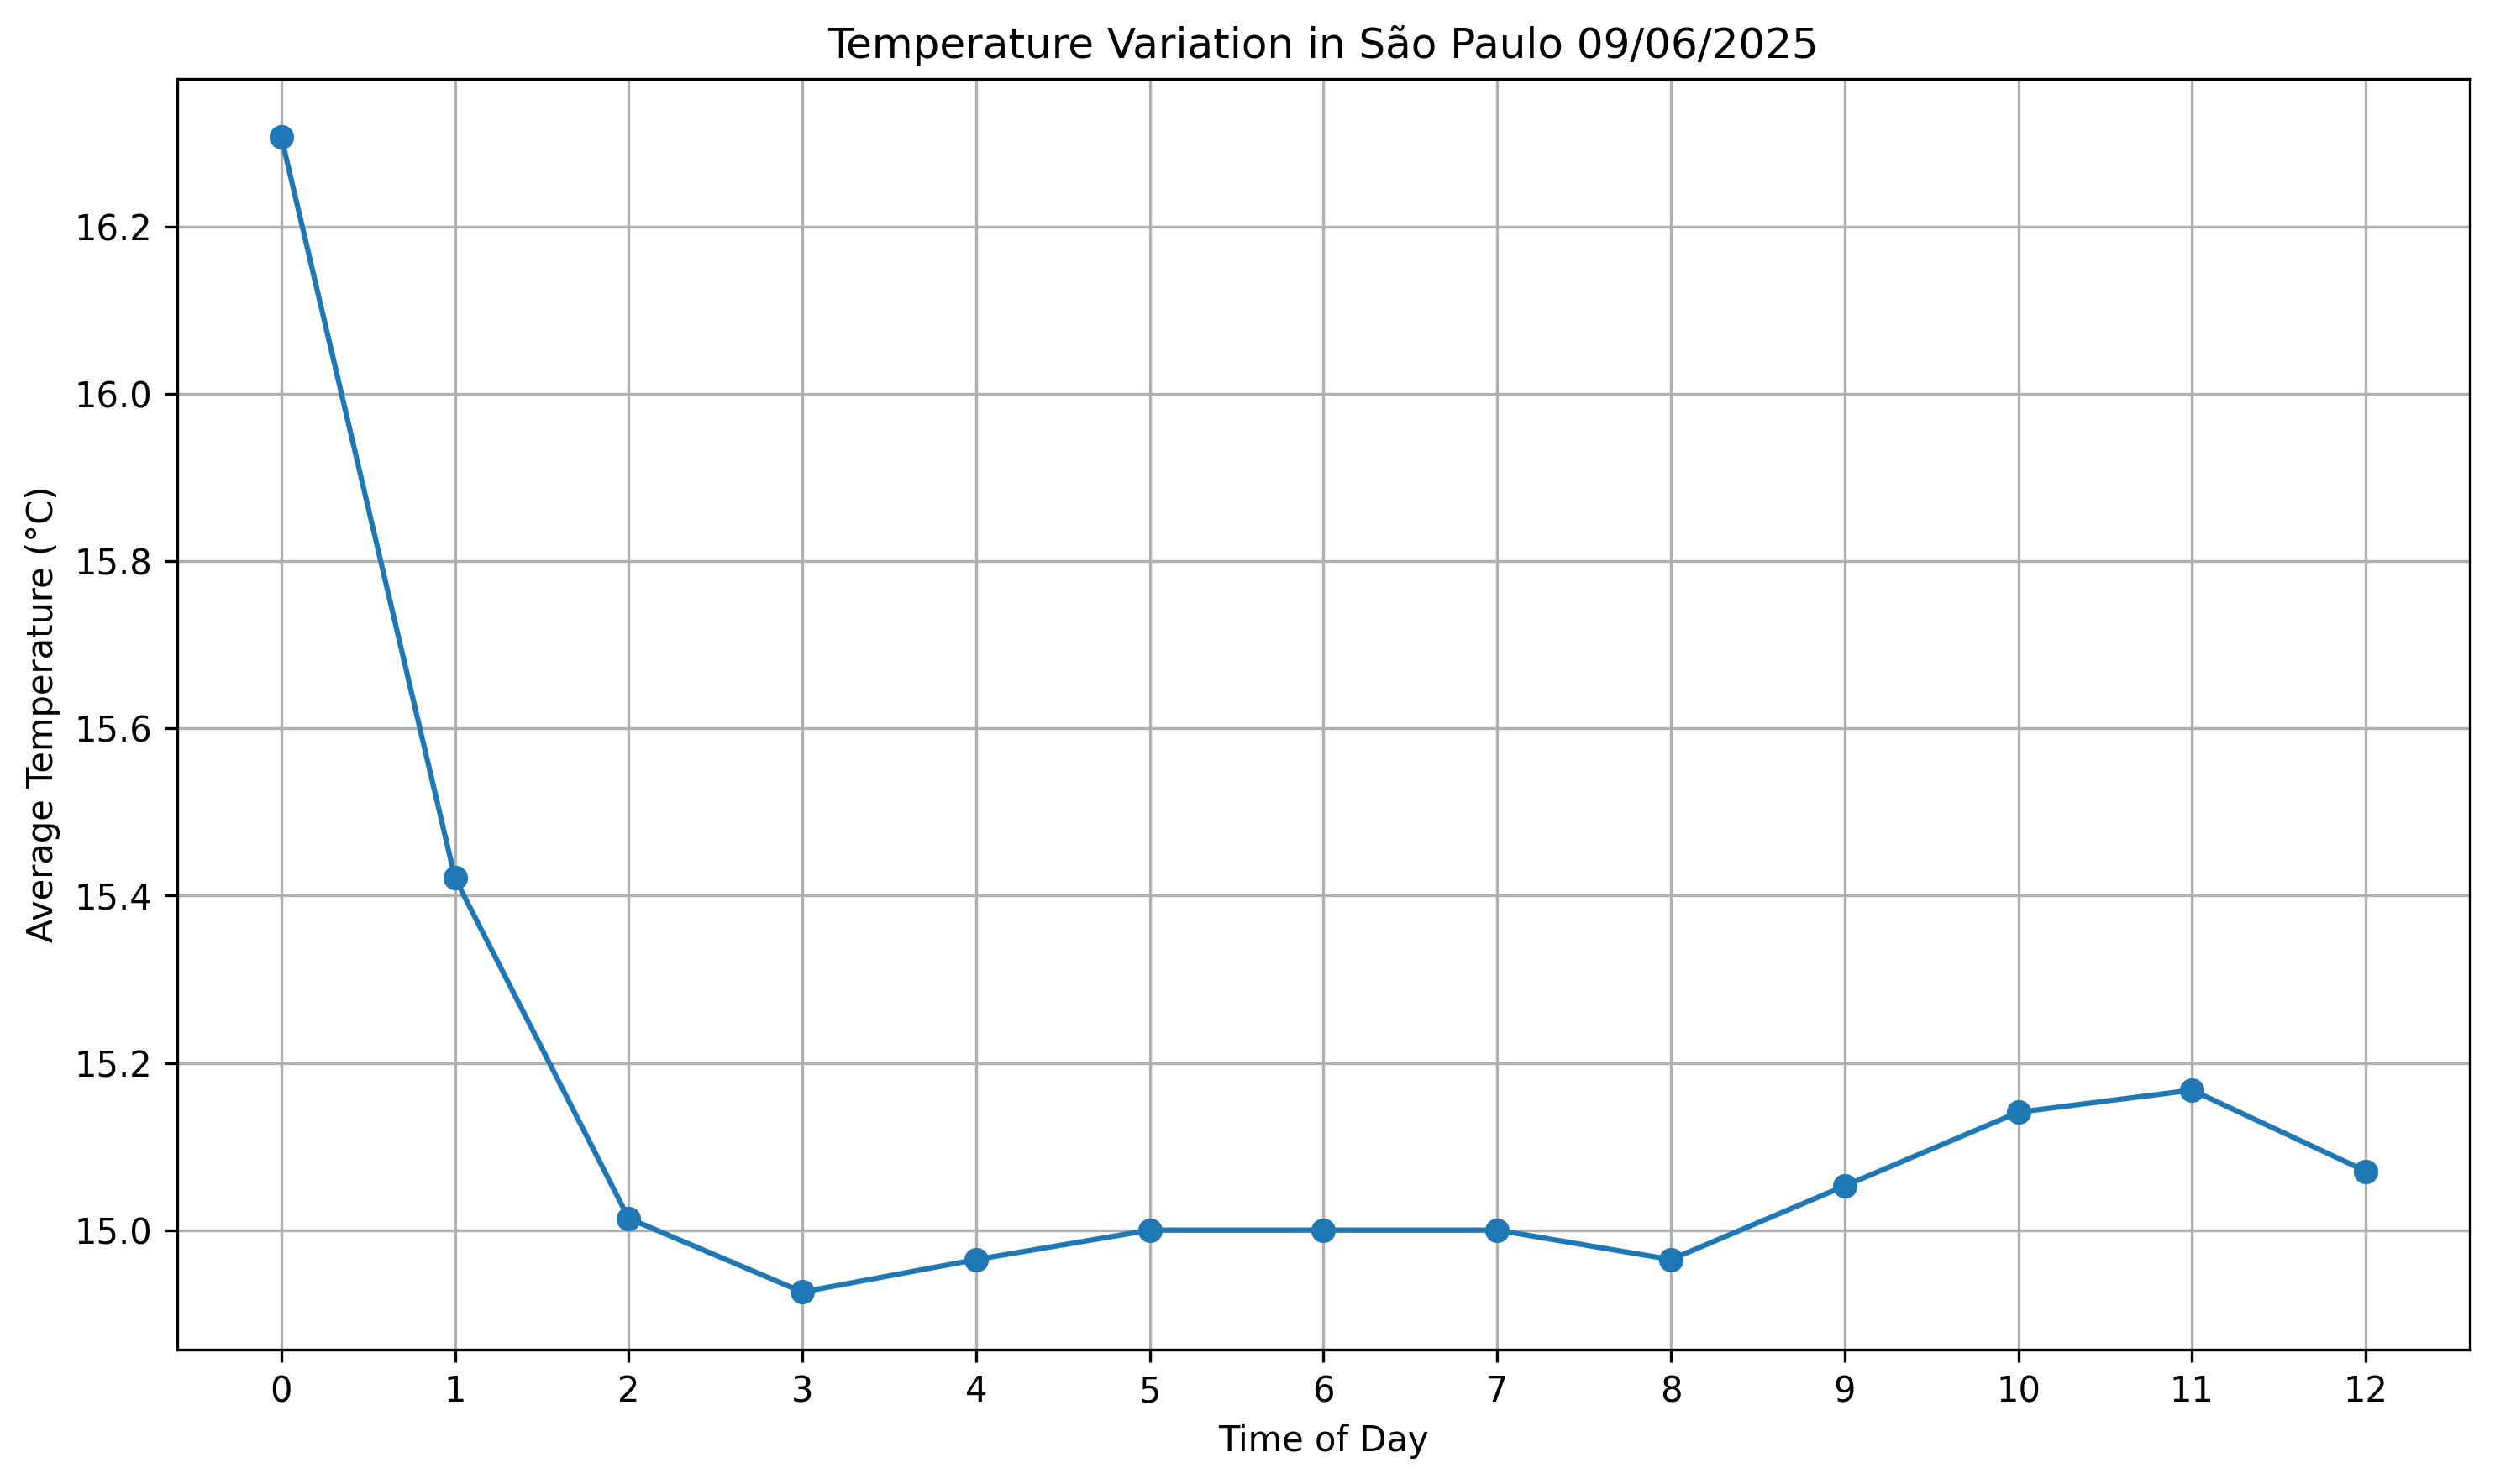 Temperature Variation in São Paulo 09/06/2025
Average Temperature (°C)
16.2
16.0
15.8
15.6
15.4
15.2
15.0
0 1 2 3 4 5 6 7 8 9 10 11 12
Time of Day